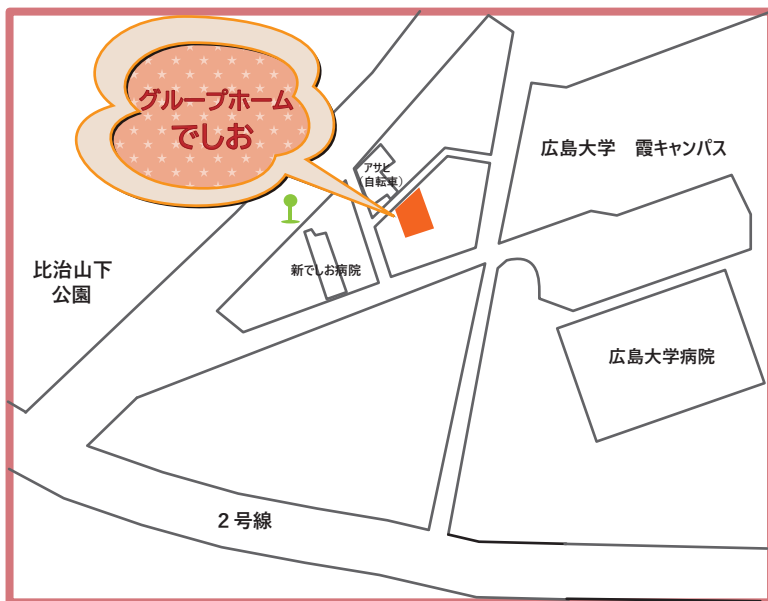 グループホーム
でしお
アサヒ
(自転車)
広島大学　霞キャンパス
比治山下
公園
新でしお病院
広島大学病院
２号線